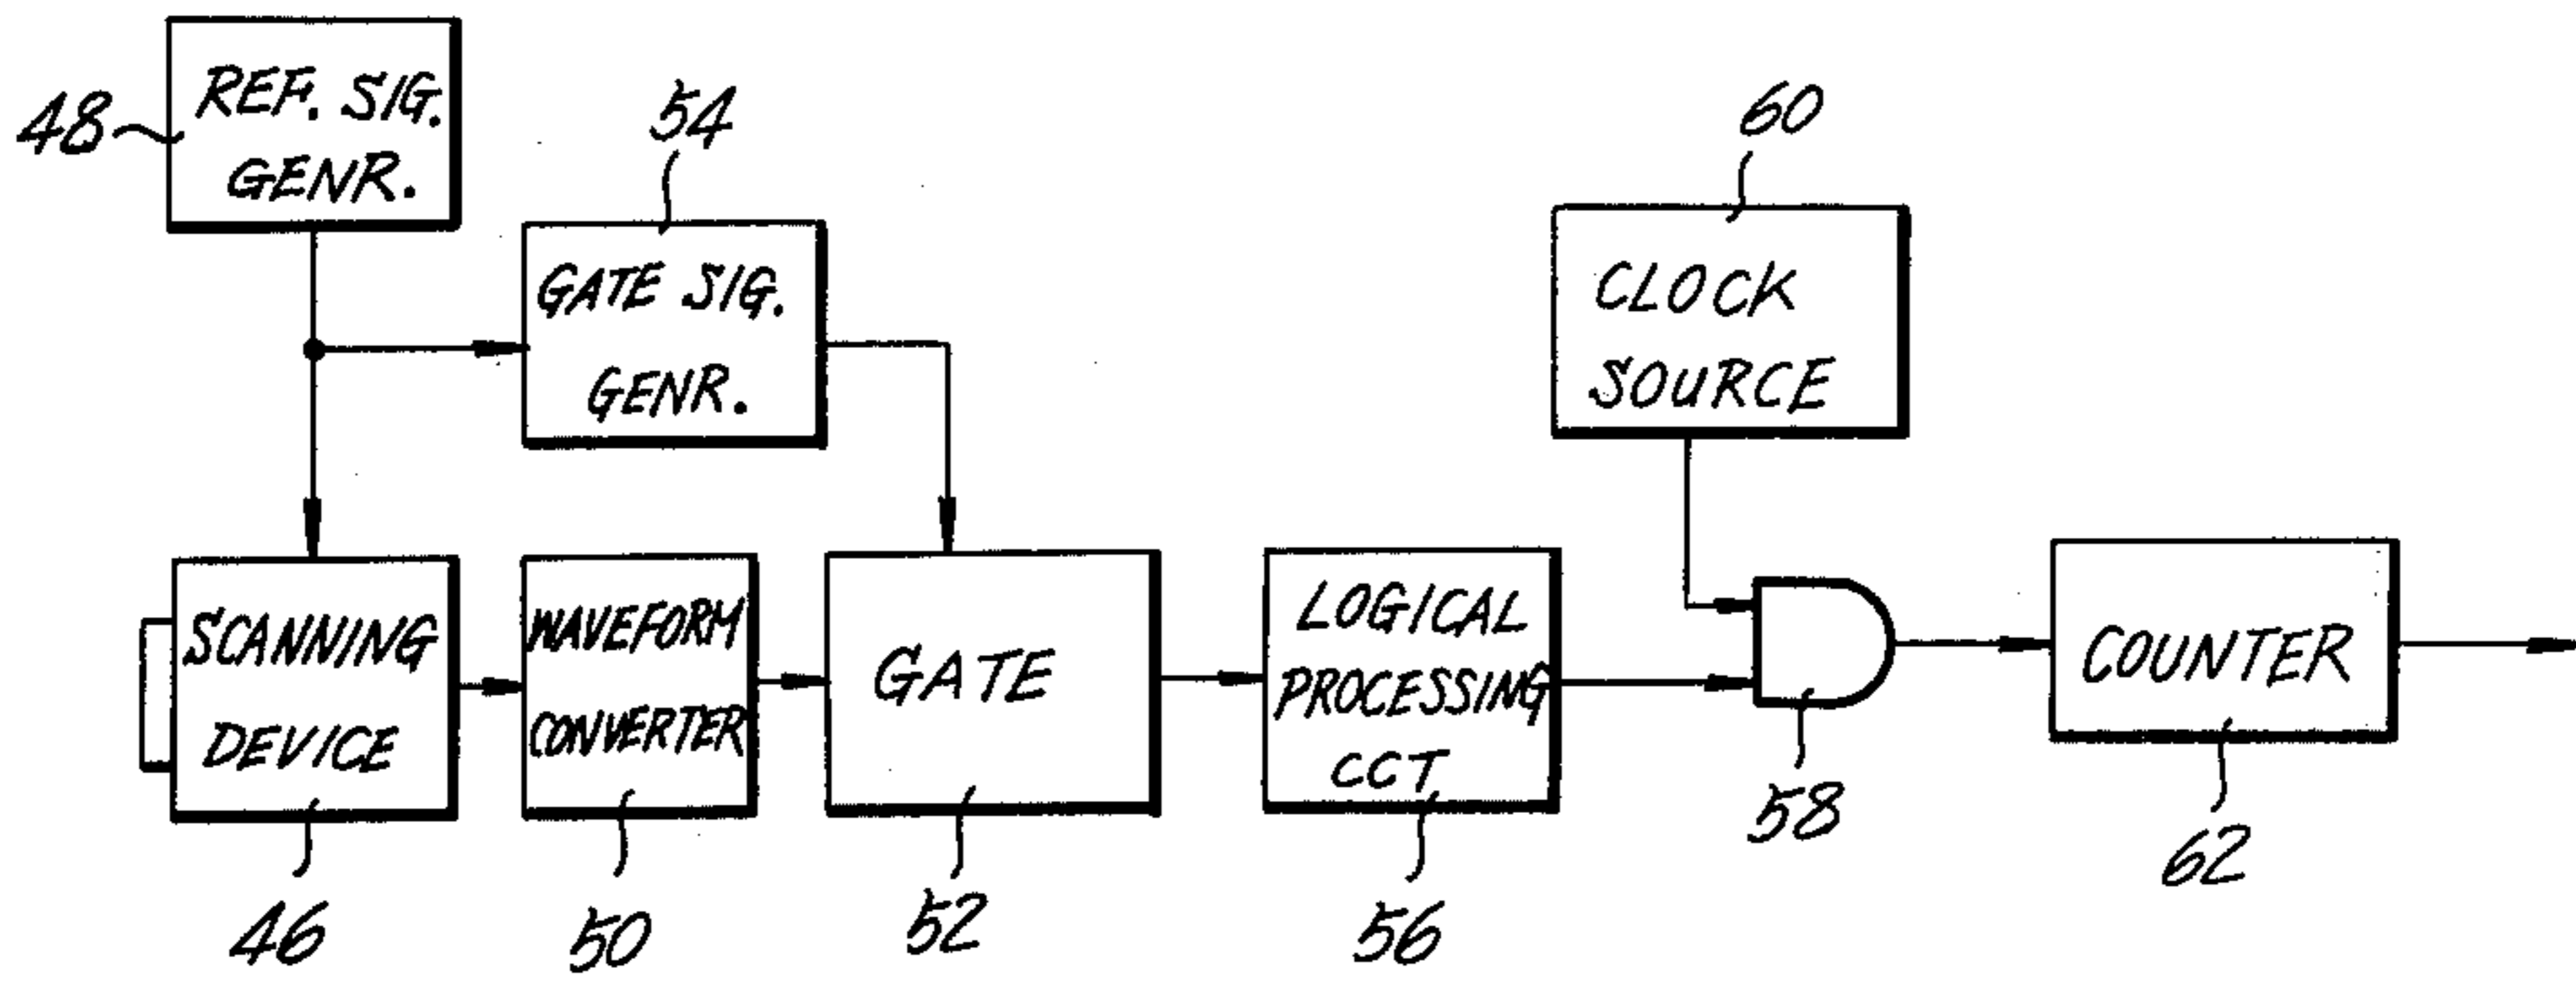 REF. SIG.
GENR.
48
54
GATE SIG.
GENR.
60
CLOCK
SOURCE
SCANNING
DEVICE
46
WAVEFORM
CONVERTER
50
GATE
52
LOGICAL
PROCESSING
CCT
56
58
COUNTER
62